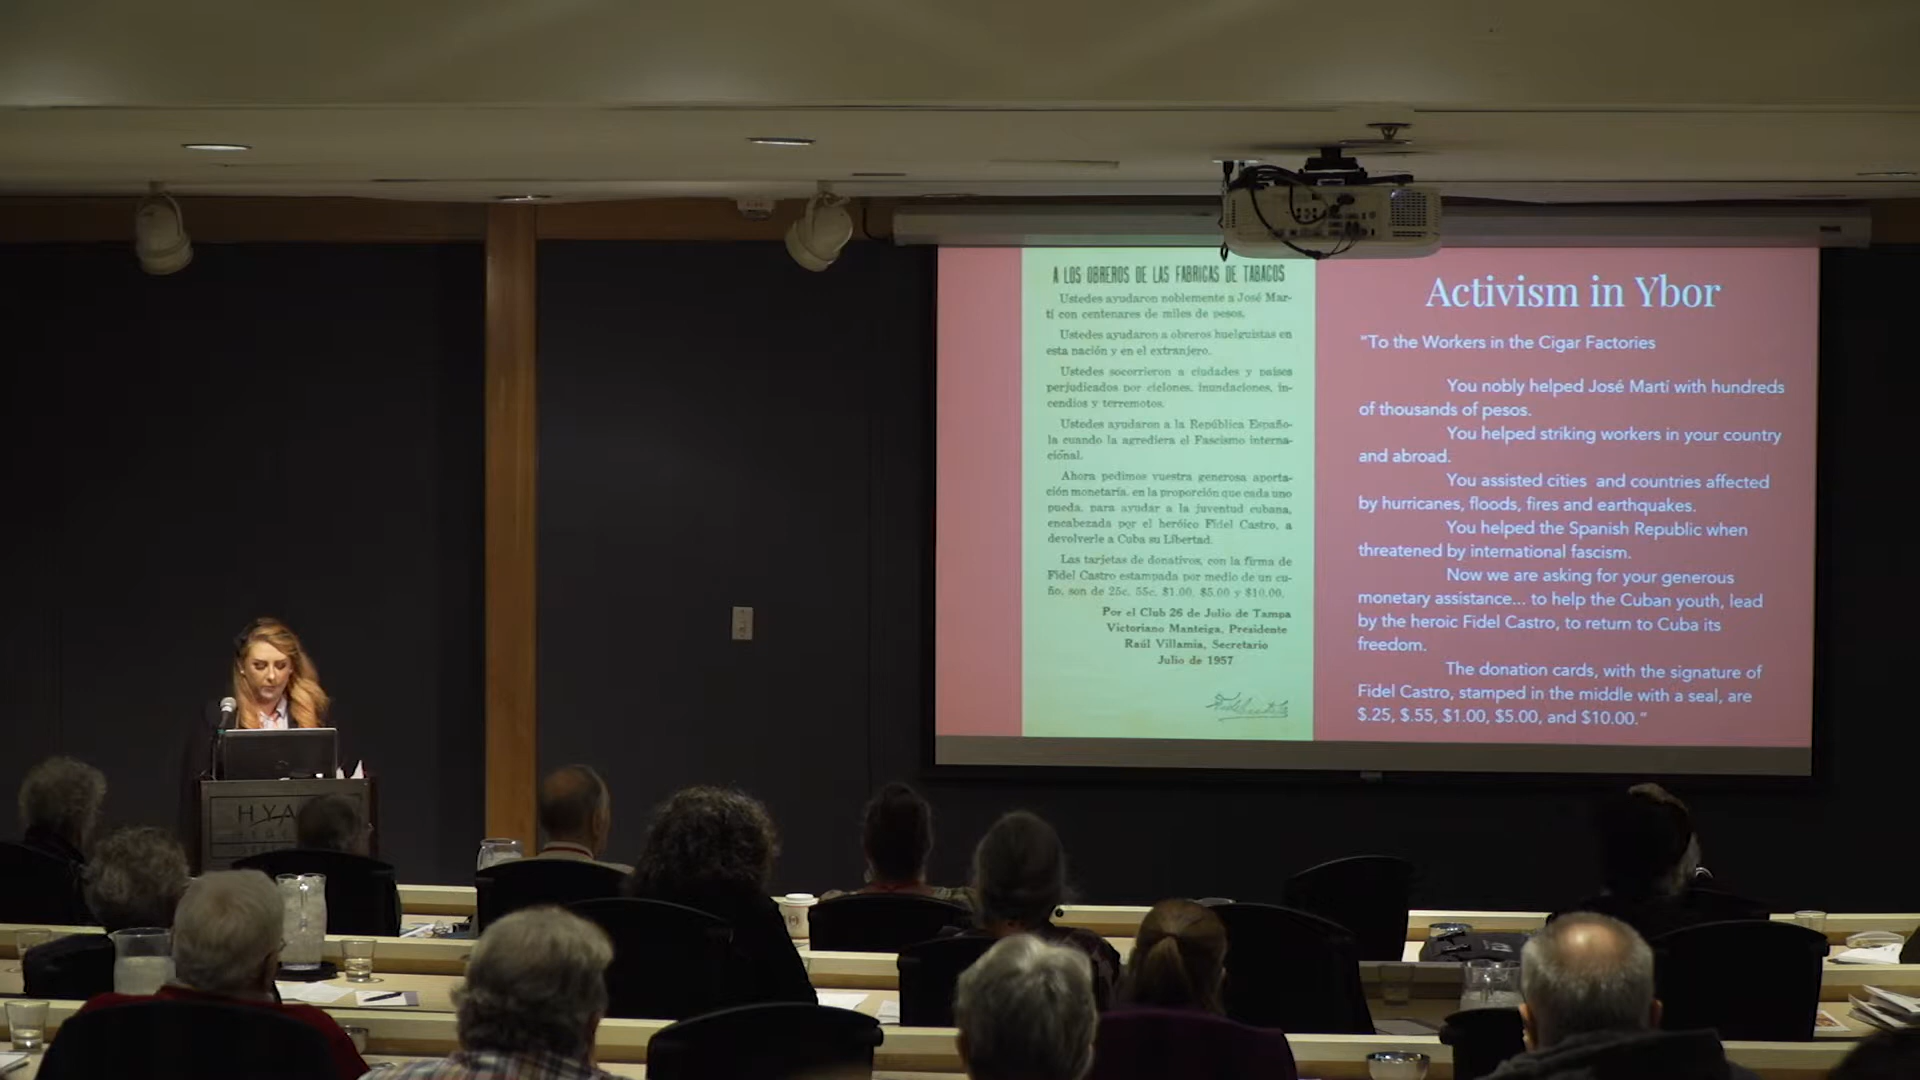 A LOS OBREROS DE LAS FABRICAS DE TABACOS
Ustedes ayudaron noblemente a José Mar-
tí con centenares de miles de pesos.
Ustedes ayudaron a obreros huelguistas en
esta nación y en el extranjero.
Ustedes socorrieron a ciudades y países
perjudicados por ciclones, inundaciones, in-
cendios y terremotos.
Ustedes ayudaron a la República Españo-
la cuando la agrediera el Fascismo interna-
cional.
Ahora pedimos vuestra generosa aporta-
ción monetaria, en la proporción que cada uno
pueda, para ayudar a la juventud cubana,
encabezada por el heróico Fidel Castro, a
devolverle a Cuba su Libertad.
Las tarjetas de donativos, con la firma de
Fidel Castro estampada por medio de un cu-
ño, son de 25c, 55c, $1.00, $5.00 y $10.00.
Por el Club 26 de Julio de Tampa
Victoriano Manteiga, Presidente
Raúl Villamia, Secretario
Julio de 1957
Activism in Ybor
"To the Workers in the Cigar Factories
You nobly helped José Martí with hundreds
of thousands of pesos.
You helped striking workers in your country
and abroad.
You assisted cities and countries affected
by hurricanes, floods, fires and earthquakes.
You helped the Spanish Republic when
threatened by international fascism.
Now we are asking for your generous
monetary assistance... to help the Cuban youth, lead
by the heroic Fidel Castro, to return to Cuba its
freedom.
The donation cards, with the signature of
Fidel Castro, stamped in the middle with a seal, are
$.25, $.55, $1.00, $5.00, and $10.00."
HYA